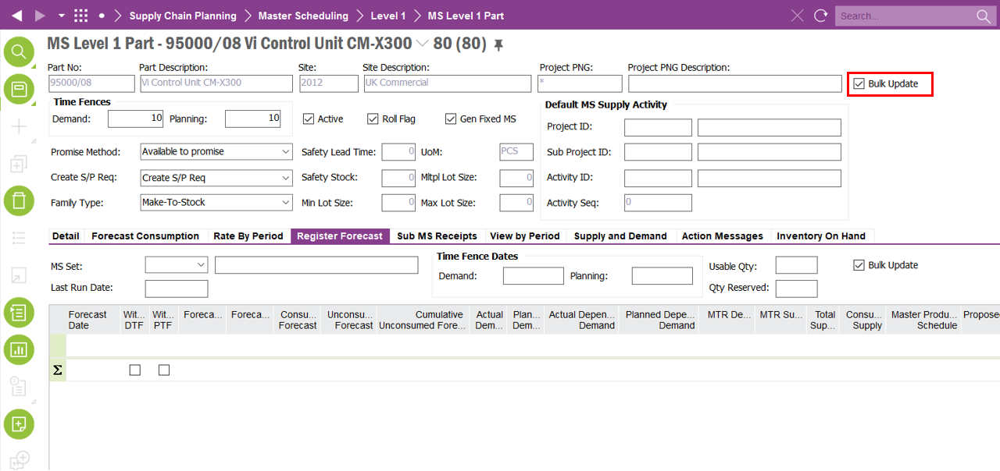 Supply Chain Planning Master Scheduling Level 1 MS Level 1 Part Search...
MS Level 1 Part - 95000/08 Vi Control Unit CM-X300 80 (80)
Part No: Part Description: Site: Site Description: Project PNG: Project PNG Description:
95000/08 Vi Control Unit CM-X300 2012 UK Commercial * Bulk Update
Time Fences Default MS Supply Activity
Demand: 10 Planning: 10 Active Roll Flag Gen Fixed MS
Project ID:
Promise Method: Available to promise Safety Lead Time: 0 UoM: PCS Sub Project ID:
Create S/P Req: Create S/P Req Safety Stock: 0 Mltpl Lot Size: 0 Activity ID:
Family Type: Make-To-Stock Min Lot Size: 0 Max Lot Size: 0 Activity Seq: 0
Detail Forecast Consumption Rate By Period Register Forecast Sub MS Receipts View by Period Supply and Demand Action Messages Inventory On Hand
Time Fence Dates
MS Set: Usable Qty: Bulk Update
Demand: Planning:
Last Run Date: Qty Reserved:
Forecast Wit... Wit... Foreca... Foreca... Consu... Unconsu... Cumulative Actual Plan... Actual Depen... Planned Depe... MTR De... MTR Su... Total Consu... Master Produ... Proposed
Date DTF PTF Forecast Forecast Unconsumed Fore... Dem... Dem... Demand Demand Sup... Supply Schedule
Σ